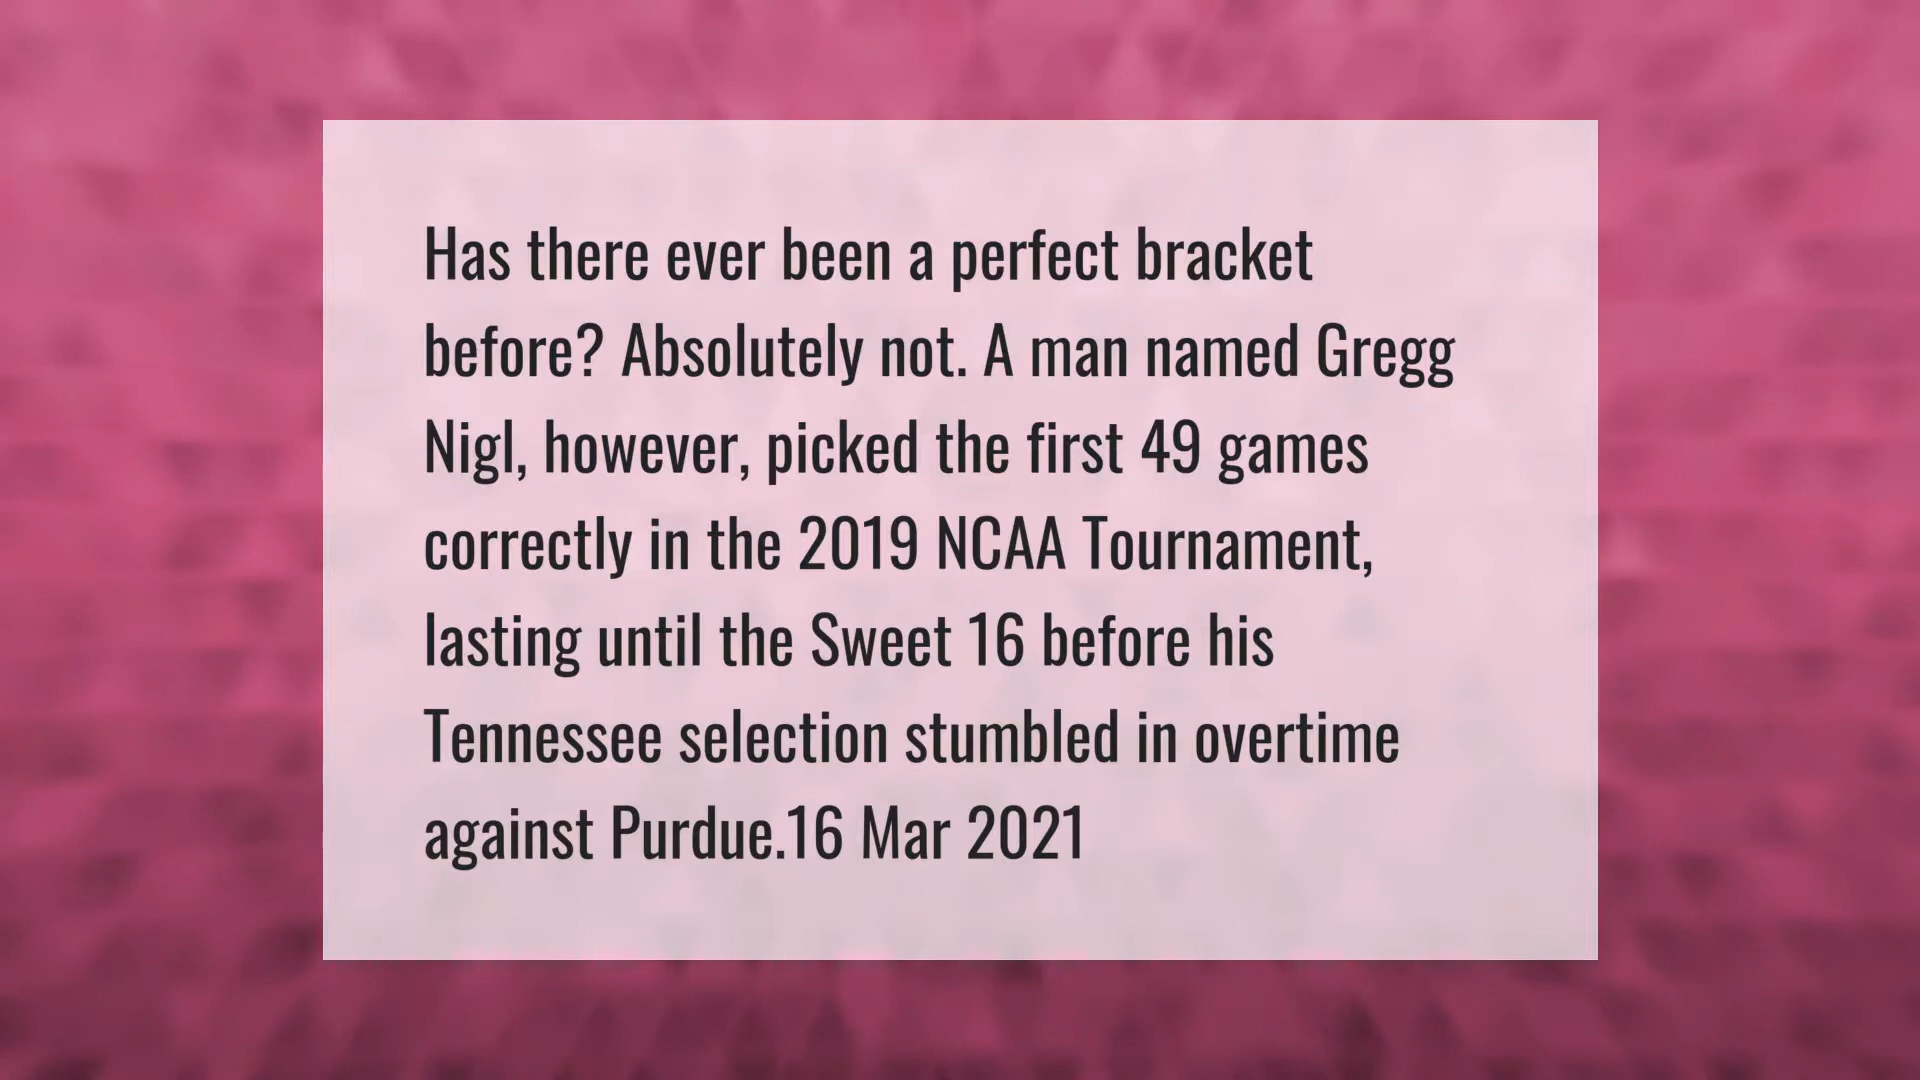 Has there ever been a perfect bracket
before? Absolutely not. A man named Gregg
Nigl, however, picked the first 49 games
correctly in the 2019 NCAA Tournament,
lasting until the Sweet 16 before his
Tennessee selection stumbled in overtime
against Purdue.16 Mar 2021